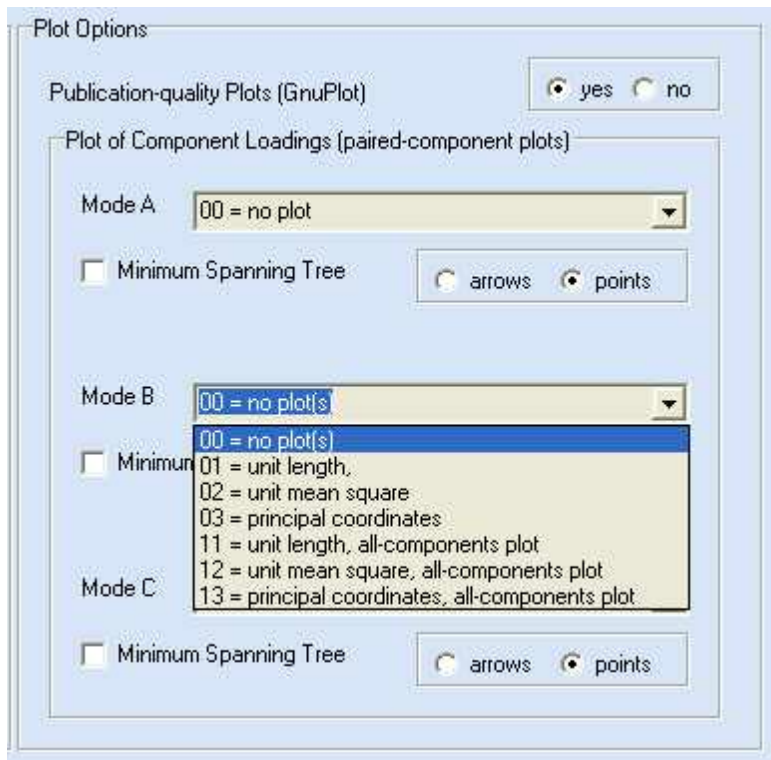 Plot Options
Publication-quality Plots (GnuPlot) yes no
Plot of Component Loadings (paired-component plots)
Mode A 00 = no plot
Minimum Spanning Tree arrows points
Mode B 00 = no plot(s)
00 = no plot(s)
01 = unit length,
02 = unit mean square
03 = principal coordinates
11 = unit length, all-components plot
12 = unit mean square, all-components plot
13 = principal coordinates, all-components plot
Mode C
Minimum Spanning Tree arrows points